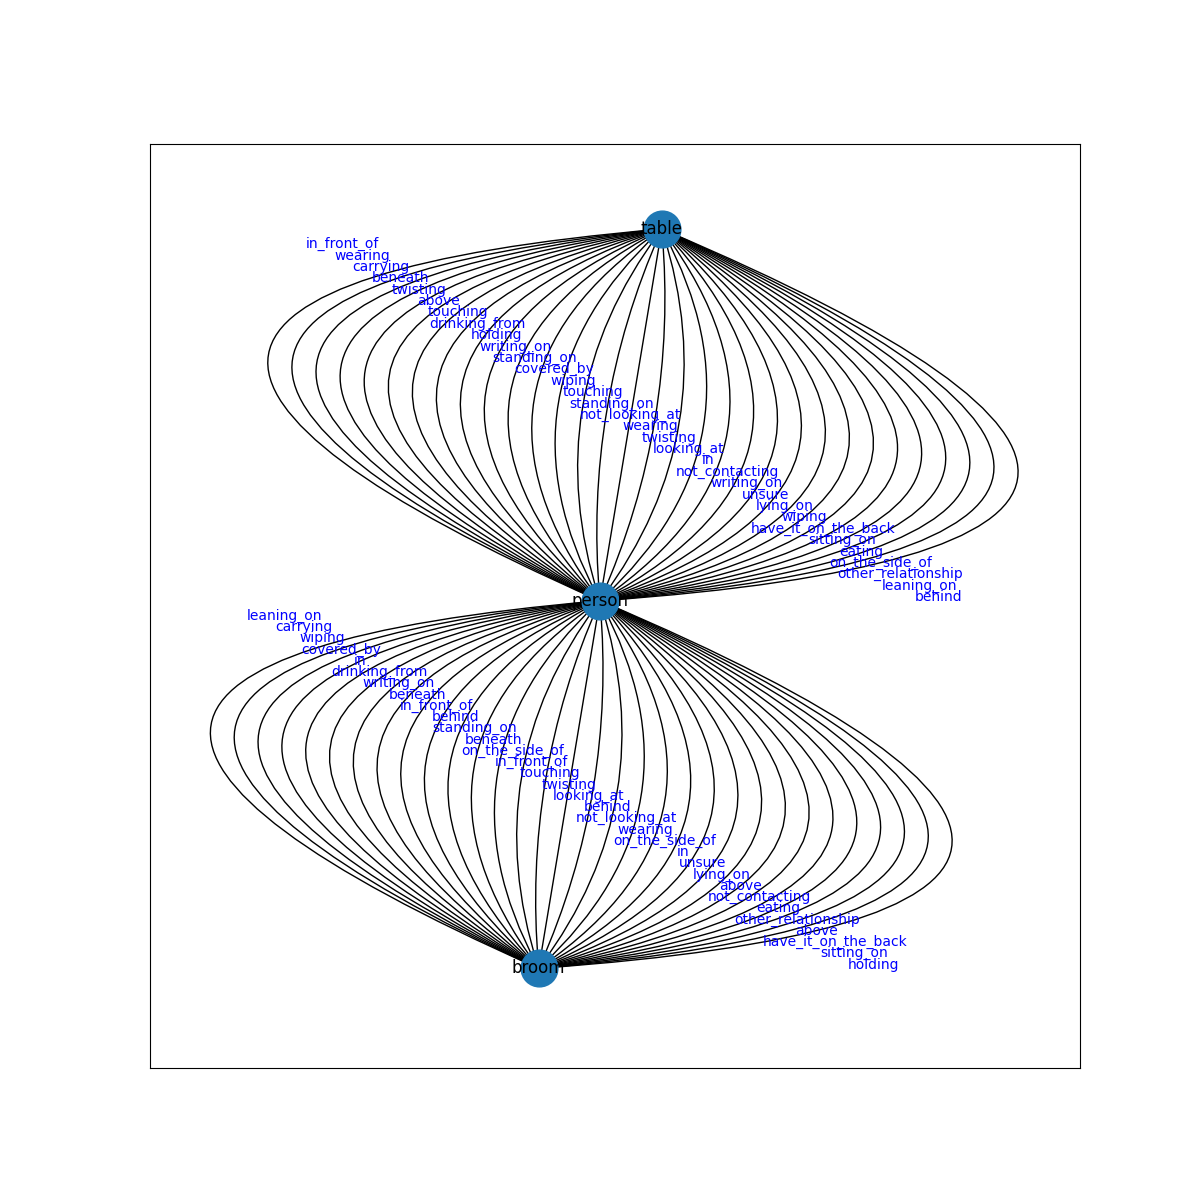 table
in_front_of
wearing
carrying
beneath
twisting
above
touching
drinking_from
holding
writing_on
standing_on
covered_by
wiping
touching
standing_on
not_looking_at
wearing
twisting
looking_at
in
not_contacting
writing_on
unsure
lying_on
wiping
have_it_on_the_back
sitting_on
eating
on_the_side_of
other_relationship
leaning_on
behind
person
leaning_on
carrying
wiping
covered_by
in
drinking_from
writing_on
beneath
in_front_of
behind
standing_on
beneath
on_the_side_of
in_front_of
touching
twisting
looking_at
behind
not_looking_at
wearing
on_the_side_of
in
unsure
lying_on
above
not_contacting
eating
other_relationship
above
have_it_on_the_back
sitting_on
holding
broom